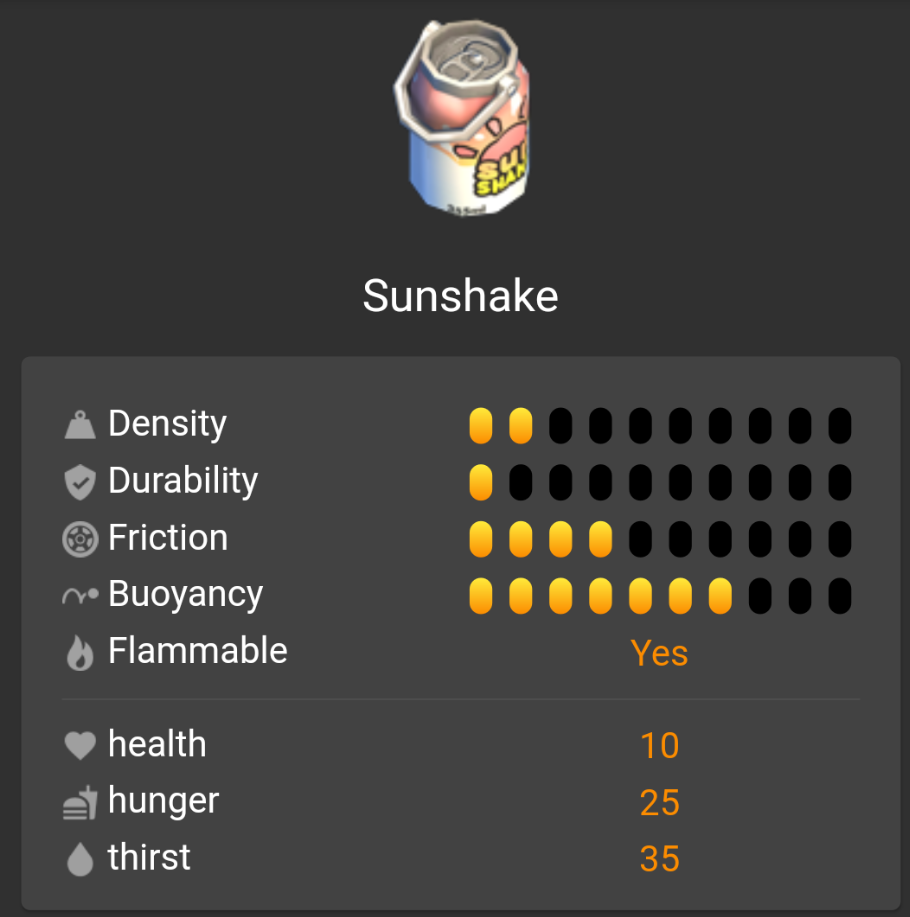 Sunshake
Density
Durability
Friction
Buoyancy
Flammable Yes
health 10
hunger 25
thirst 35